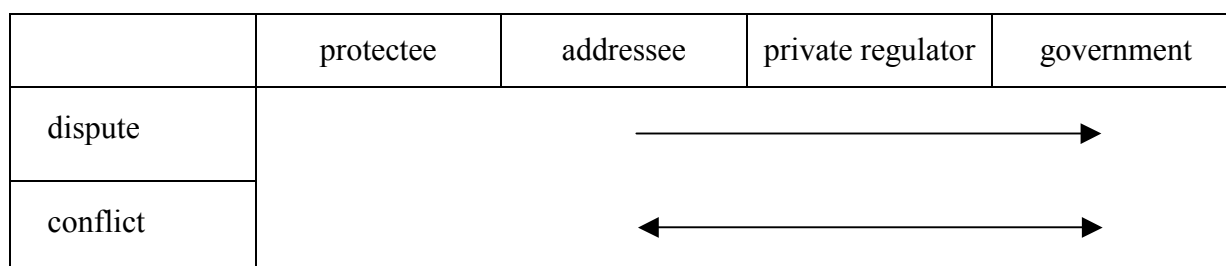 protectee addressee private regulator government
dispute
conflict